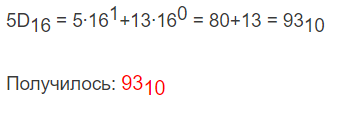 5D₁₆ = 5∙16¹+13∙16⁰ = 80+13 = 93₁₀
Получилось: 93₁₀